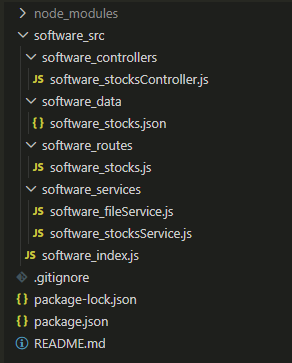 node_modules
software_src
software_controllers
JS software_stocksController.js
software_data
{} software_stocks.json
software_routes
JS software_stocks.js
software_services
JS software_fileService.js
JS software_stocksService.js
JS software_index.js
.gitignore
{} package-lock.json
{} package.json
README.md